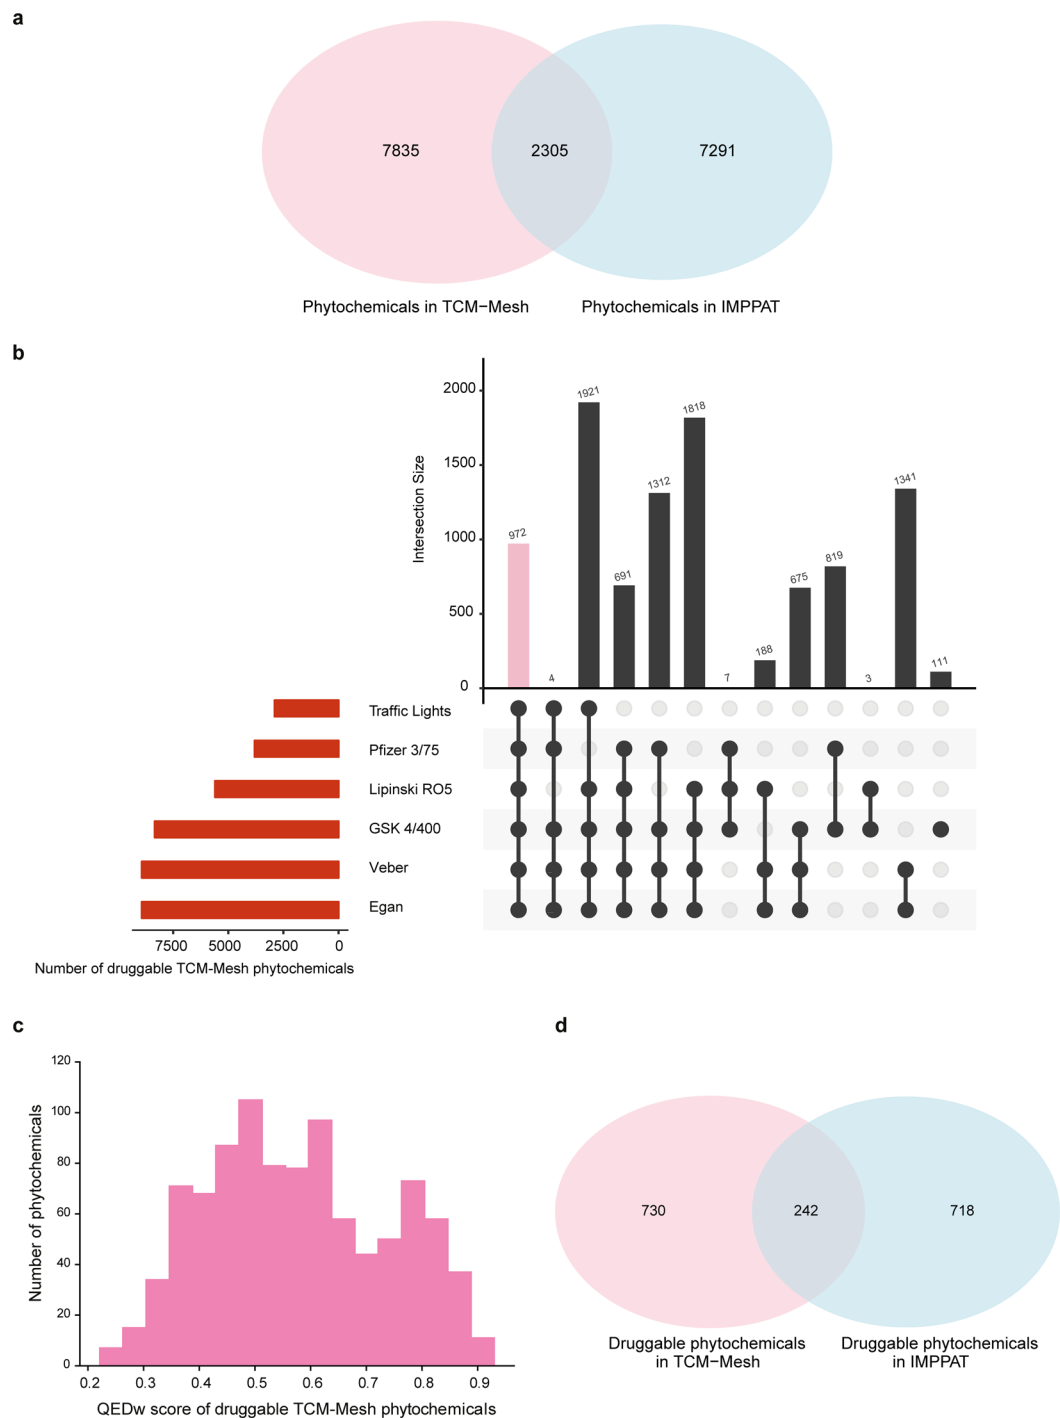 a
7835
2305
7291
Phytochemicals in TCM−Mesh
Phytochemicals in IMPPAT
b
Intersection Size
2000
1500
1000
500
0
972
4
1921
691
1312
1818
7
188
675
819
3
1341
111
Traffic Lights
Pfizer 3/75
Lipinski RO5
GSK 4/400
Veber
Egan
7500 5000 2500 0
Number of druggable TCM-Mesh phytochemicals
c
Number of phytochemicals
120
100
80
60
40
20
0
0.2 0.3 0.4 0.5 0.6 0.7 0.8 0.9
QEDw score of druggable TCM-Mesh phytochemicals
d
730
242
718
Druggable phytochemicals
in TCM−Mesh
Druggable phytochemicals
in IMPPAT